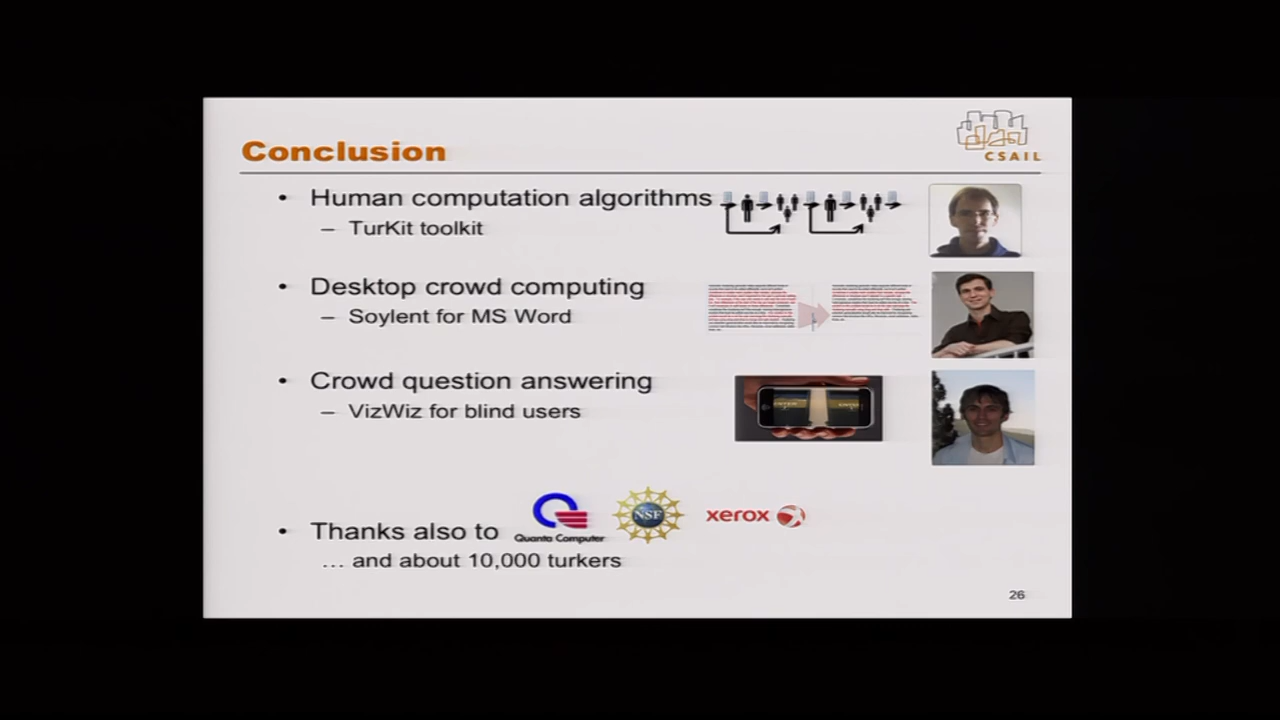 Conclusion
CSAIL
• Human computation algorithms
– TurKit toolkit
• Desktop crowd computing
– Soylent for MS Word
• Crowd question answering
– VizWiz for blind users
• Thanks also to
Quanta Computer
NSF
xerox
… and about 10,000 turkers
26